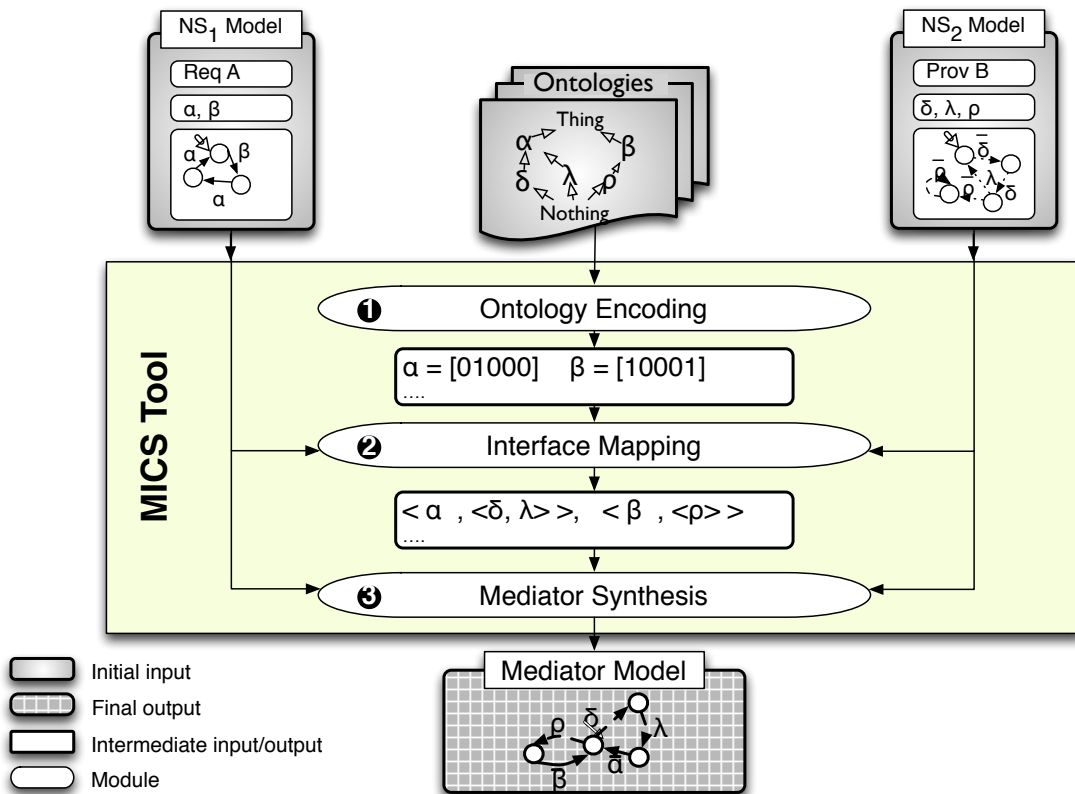 NS1 Model
Req A
α, β
α
β
α
Ontologies
Thing
α
β
δ
λ
ρ
Nothing
NS2 Model
Prov B
δ, λ, ρ
δ̄
ρ̄
ρ̄
λ
δ
MICS Tool
1 Ontology Encoding
α = [01000] β = [10001]
....
2 Interface Mapping
< α , <δ, λ> >, < β , <ρ> >
....
3 Mediator Synthesis
Mediator Model
ρ
δ
λ
β̄
ᾱ
Initial input
Final output
Intermediate input/output
Module